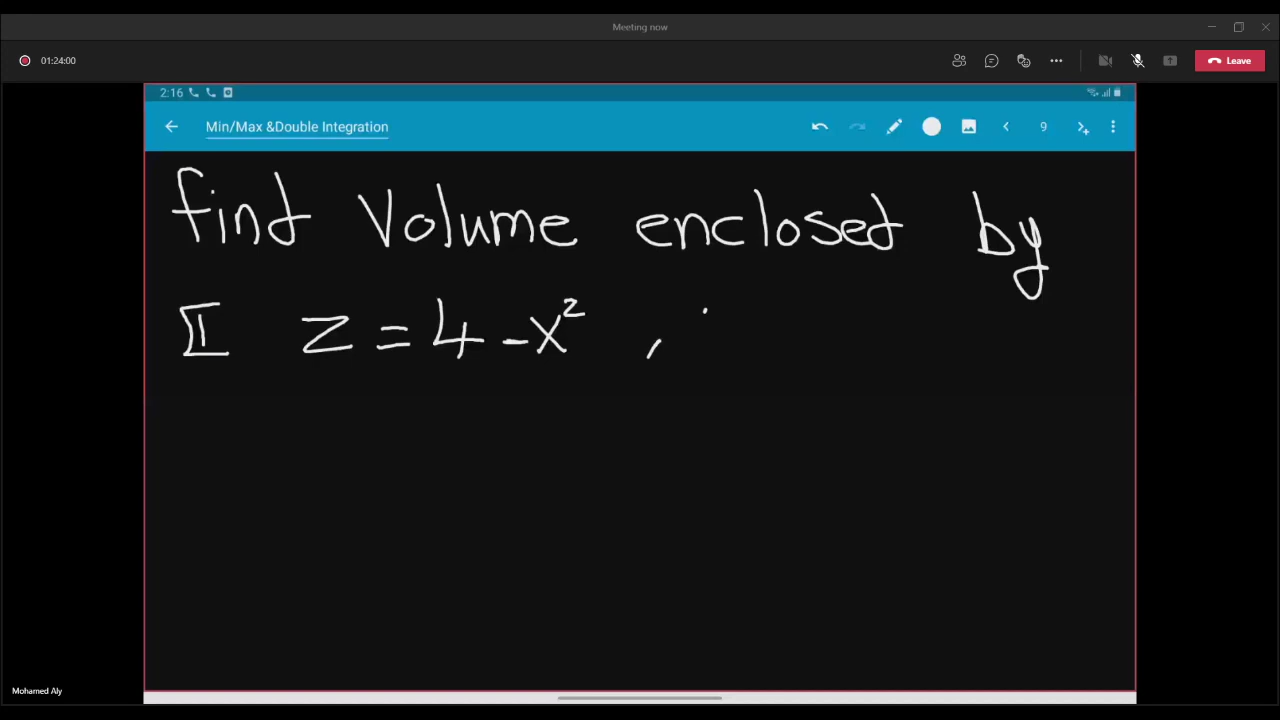 Meeting now
01:24:00
Leave
2:16
Min/Max &Double Integration
9
find Volume enclosed by
I z = 4 - x² ,
Mohamed Aly